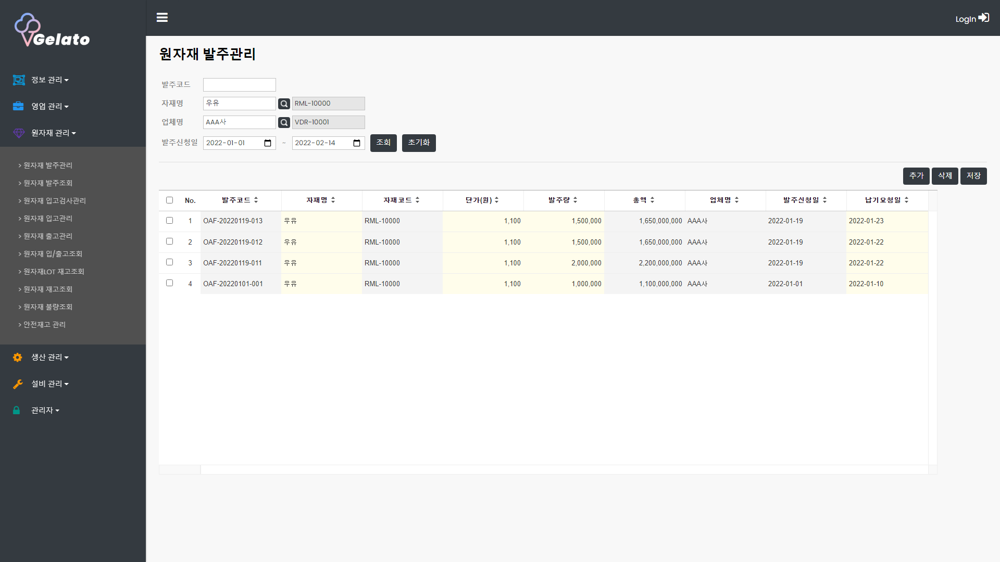 Gelato
LogIn
정보 관리
영업 관리
원자재 관리
> 원자재 발주관리
> 원자재 발주조회
> 원자재 입고검사관리
> 원자재 입고관리
> 원자재 출고관리
> 원자재 입/출고조회
> 원자재LOT 재고조회
> 원자재 재고조회
> 원자재 불량조회
> 안전재고 관리
생산 관리
설비 관리
관리자
원자재 발주관리
발주코드
자재명 우유 RML-10000
업체명 AAA사 VDR-10001
발주신청일 2022-01-01 ~ 2022-02-14 조회 초기화
추가 삭제 저장
No. 발주코드 자재명 자재코드 단가(원) 발주량 총액 업체명 발주신청일 납기요청일
1 OAF-20220119-013 우유 RML-10000 1,100 1,500,000 1,650,000,000 AAA사 2022-01-19 2022-01-23
2 OAF-20220119-012 우유 RML-10000 1,100 1,500,000 1,650,000,000 AAA사 2022-01-19 2022-01-22
3 OAF-20220119-011 우유 RML-10000 1,100 2,000,000 2,200,000,000 AAA사 2022-01-19 2022-01-22
4 OAF-20220101-001 우유 RML-10000 1,100 1,000,000 1,100,000,000 AAA사 2022-01-01 2022-01-10